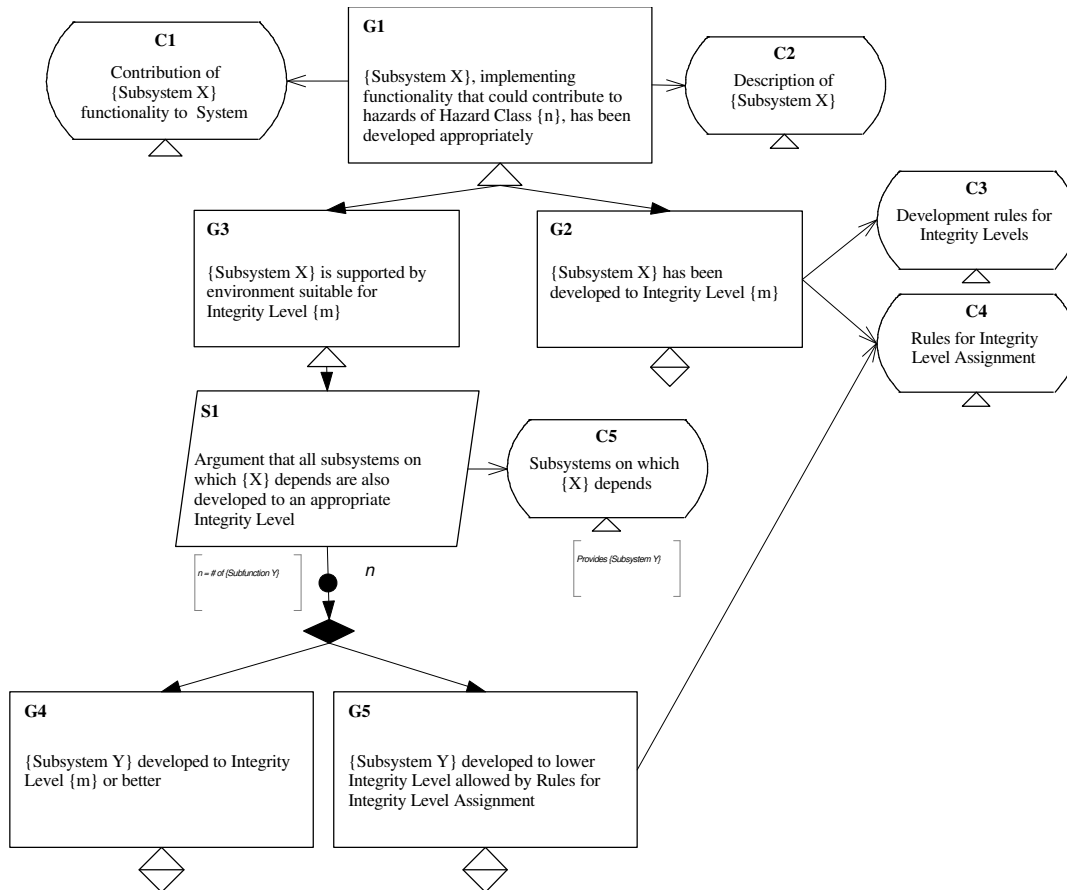 C1
Contribution of
{Subsystem X}
functionality to System
G1
{Subsystem X}, implementing
functionality that could contribute to
hazards of Hazard Class {n}, has been
developed appropriately
C2
Description of
{Subsystem X}
G3
{Subsystem X} is supported by
environment suitable for
Integrity Level {m}
G2
{Subsystem X} has been
developed to Integrity Level {m}
C3
Development rules for
Integrity Levels
C4
Rules for Integrity
Level Assignment
S1
Argument that all subsystems on
which {X} depends are also
developed to an appropriate
Integrity Level
C5
Subsystems on which
{X} depends
n = # of {Subfunction Y}
n
Provides {Subsystem Y}
G4
{Subsystem Y} developed to Integrity
Level {m} or better
G5
{Subsystem Y} developed to lower
Integrity Level allowed by Rules for
Integrity Level Assignment